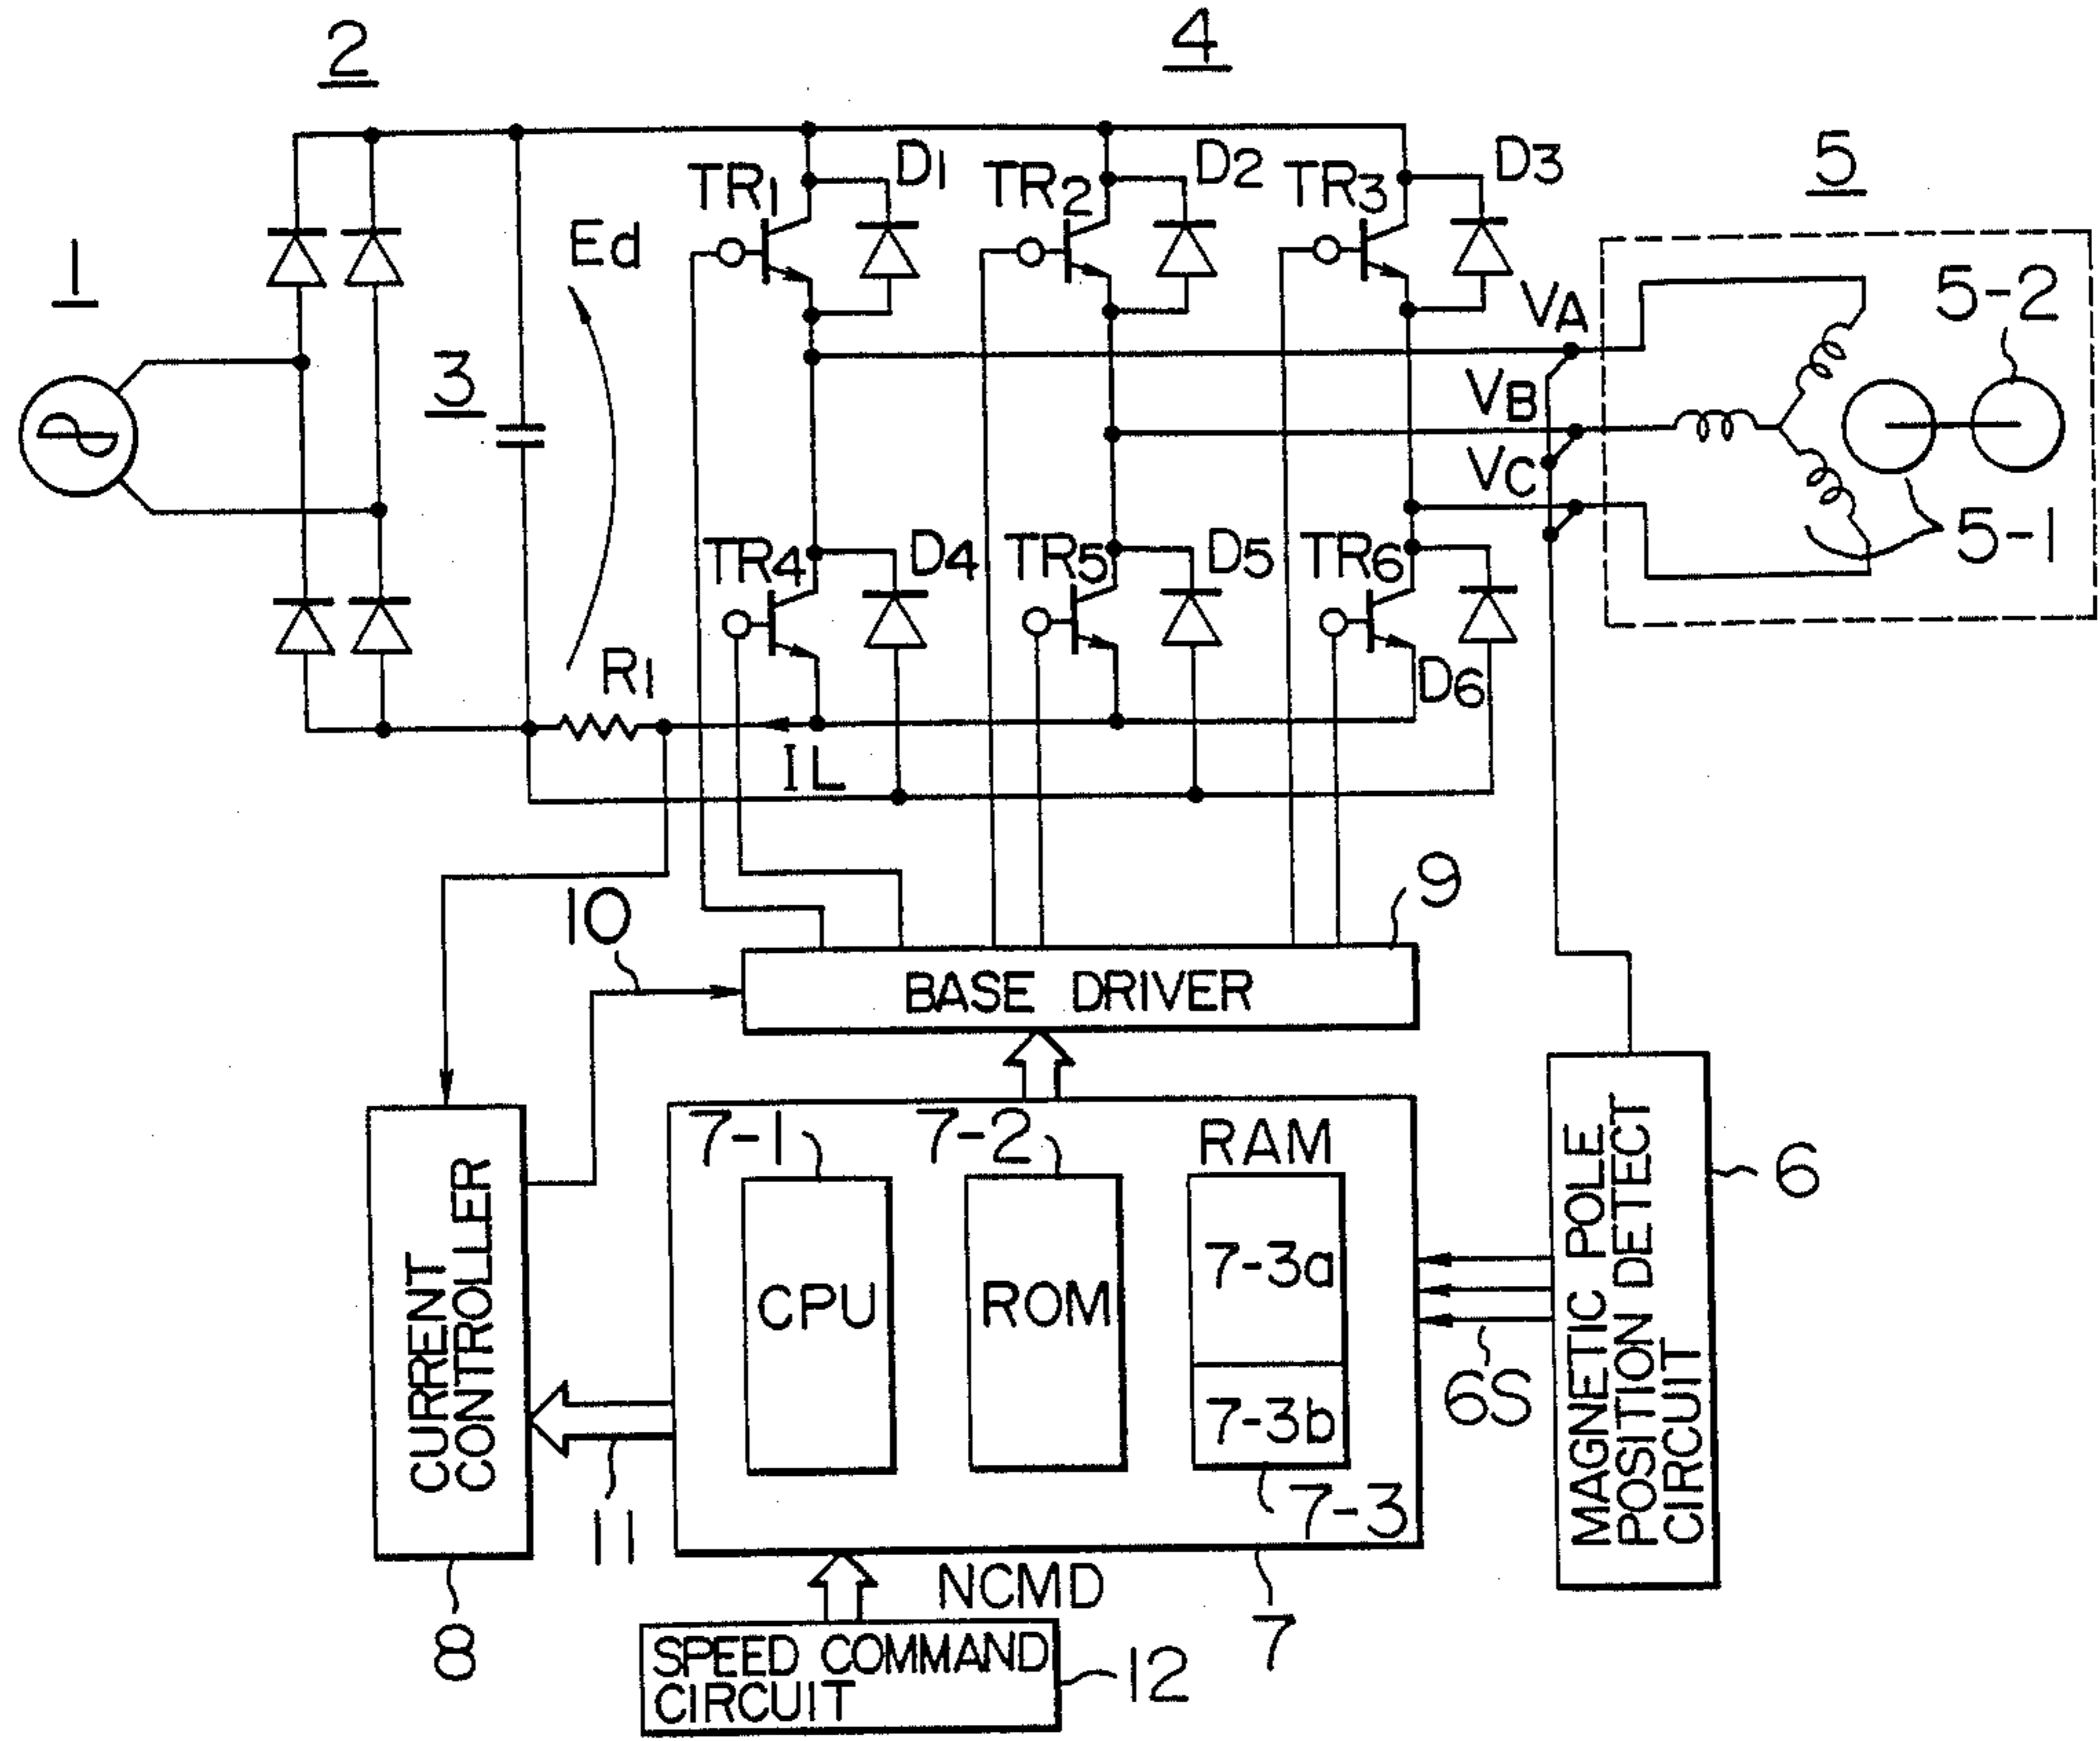 2
4
1
3
Ed
TR1
D1
TR2
D2
TR3
D3
5
VA
VB
VC
5-2
5-1
TR4
D4
TR5
D5
TR6
D6
R1
IL
10
9
BASE DRIVER
7-1
7-2
RAM
CPU
ROM
7-3a
7-3b
7-3
CURRENT
CONTROLLER
8
11
6S
MAGNETIC POLE
POSITION DETECT
CIRCUIT
6
NCMD
7
SPEED COMMAND
CIRCUIT
12